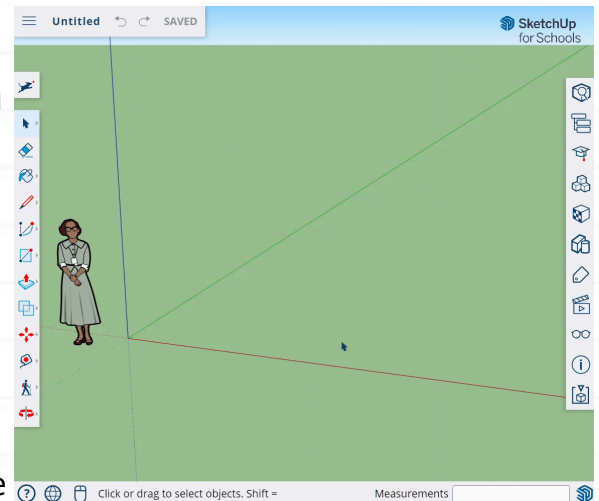 Untitled SAVED
SketchUp
for Schools
e
Click or drag to select objects. Shift =
Measurements